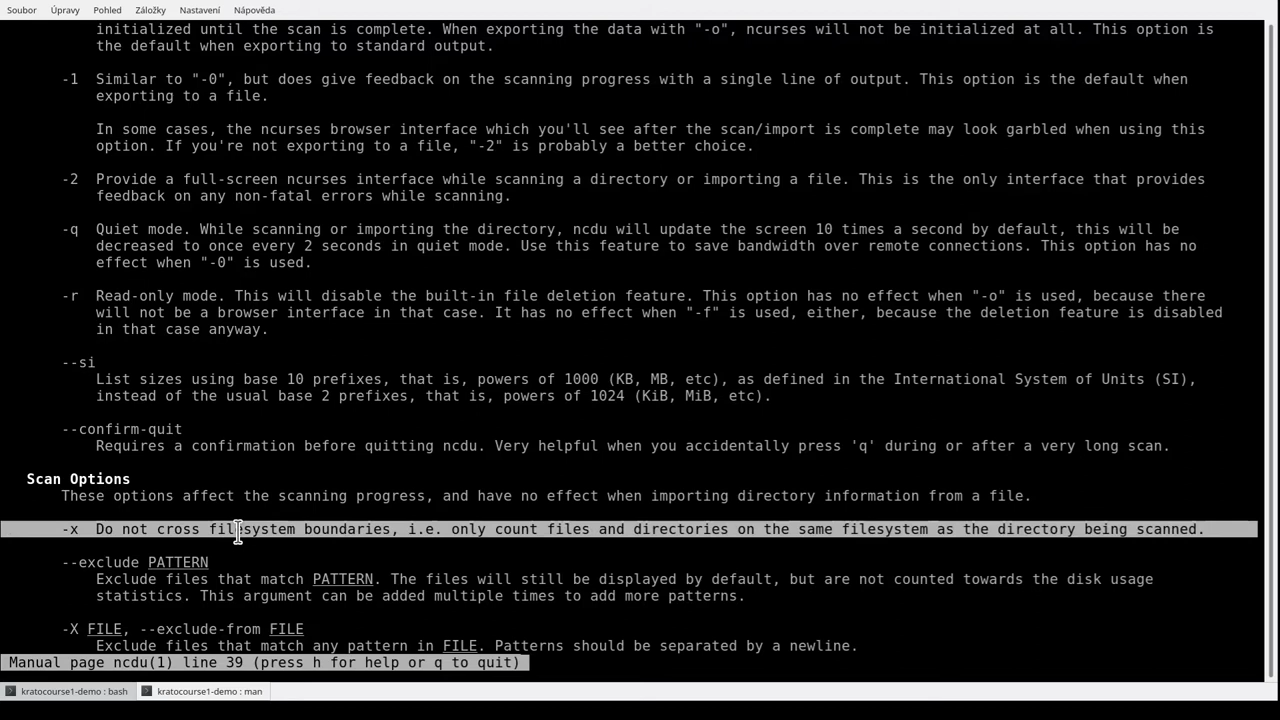 Soubor Úpravy Pohled Záložky Nastavení Nápověda
initialized until the scan is complete. When exporting the data with "-o", ncurses will not be initialized at all. This option is
the default when exporting to standard output.
-1 Similar to "-0", but does give feedback on the scanning progress with a single line of output. This option is the default when
exporting to a file.
In some cases, the ncurses browser interface which you'll see after the scan/import is complete may look garbled when using this
option. If you're not exporting to a file, "-2" is probably a better choice.
-2 Provide a full-screen ncurses interface while scanning a directory or importing a file. This is the only interface that provides
feedback on any non-fatal errors while scanning.
-q Quiet mode. While scanning or importing the directory, ncdu will update the screen 10 times a second by default, this will be
decreased to once every 2 seconds in quiet mode. Use this feature to save bandwidth over remote connections. This option has no
effect when "-0" is used.
-r Read-only mode. This will disable the built-in file deletion feature. This option has no effect when "-o" is used, because there
will not be a browser interface in that case. It has no effect when "-f" is used, either, because the deletion feature is disabled
in that case anyway.
--si
List sizes using base 10 prefixes, that is, powers of 1000 (KB, MB, etc), as defined in the International System of Units (SI),
instead of the usual base 2 prefixes, that is, powers of 1024 (KiB, MiB, etc).
--confirm-quit
Requires a confirmation before quitting ncdu. Very helpful when you accidentally press 'q' during or after a very long scan.
Scan Options
These options affect the scanning progress, and have no effect when importing directory information from a file.
-x Do not cross filesystem boundaries, i.e. only count files and directories on the same filesystem as the directory being scanned.
--exclude PATTERN
Exclude files that match PATTERN. The files will still be displayed by default, but are not counted towards the disk usage
statistics. This argument can be added multiple times to add more patterns.
-X FILE, --exclude-from FILE
Exclude files that match any pattern in FILE. Patterns should be separated by a newline.
Manual page ncdu(1) line 39 (press h for help or q to quit)
kratocourse1-demo : bash kratocourse1-demo : man